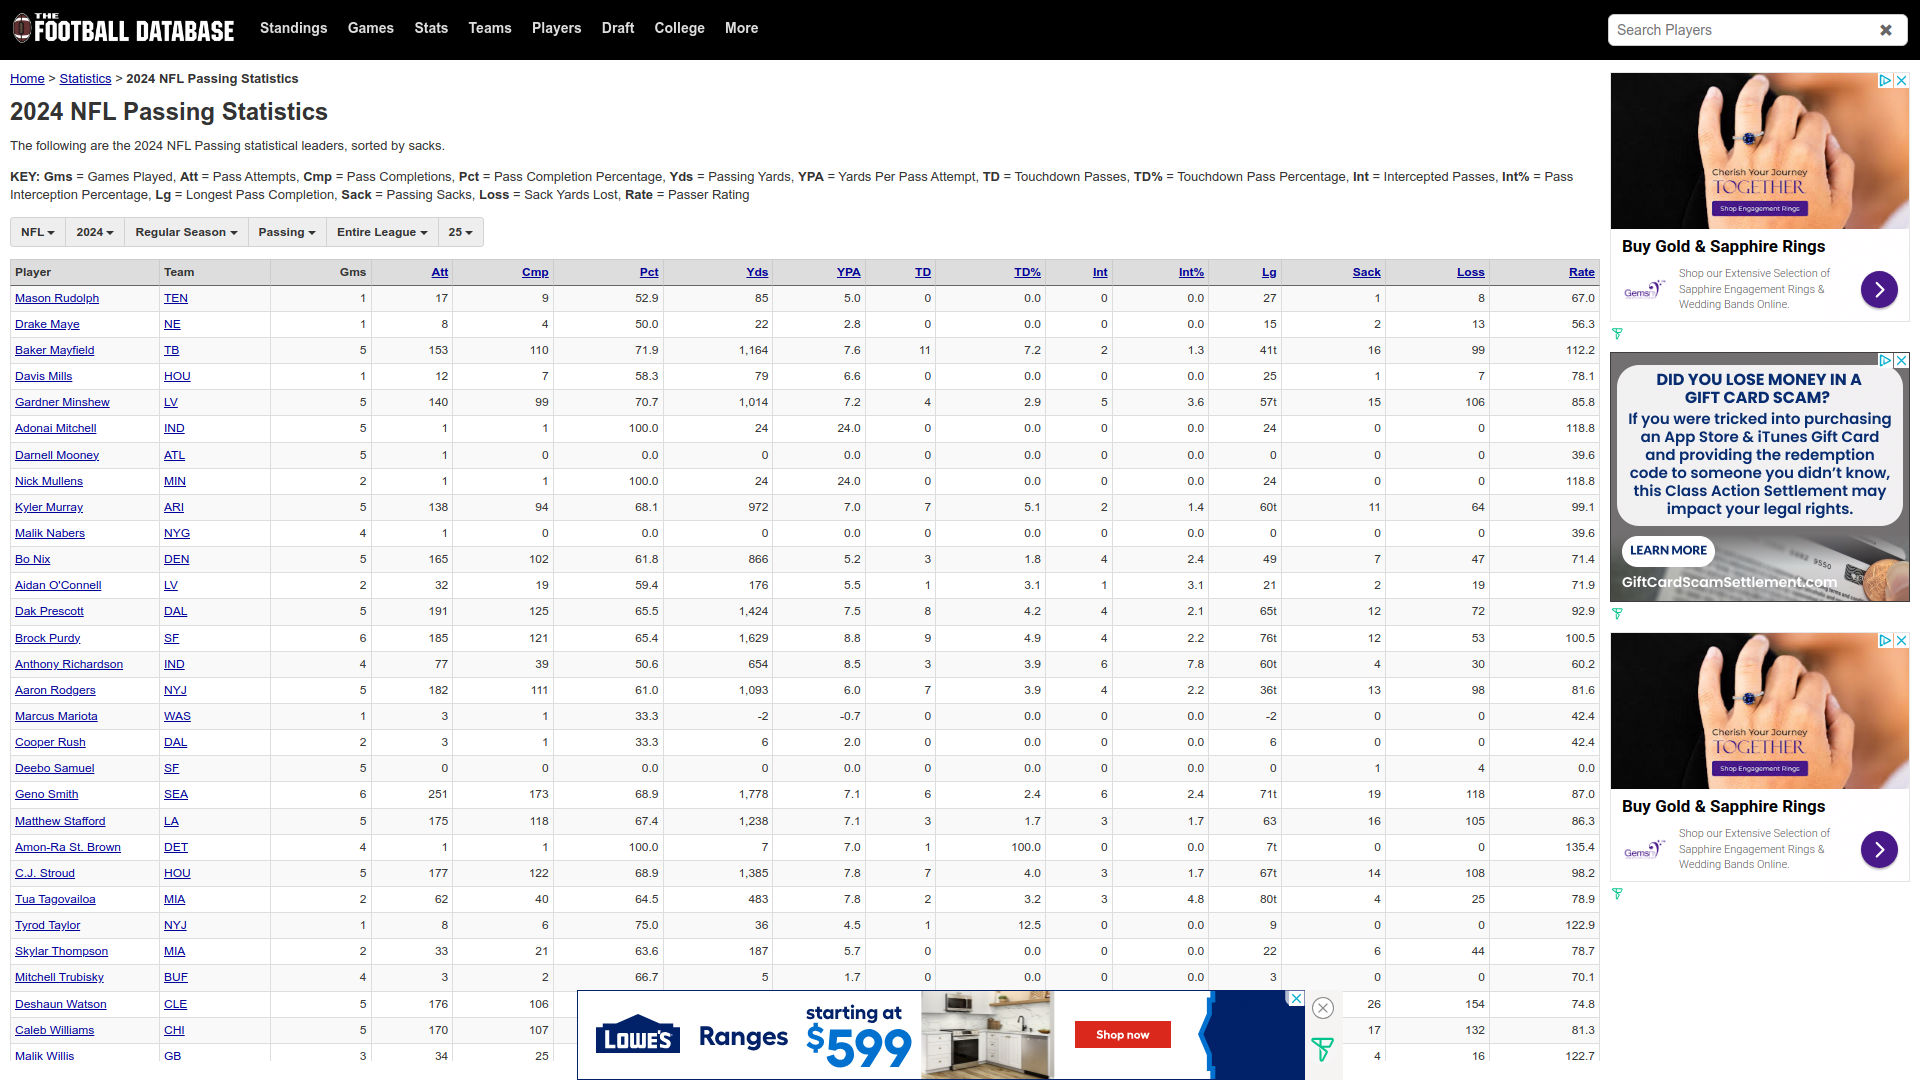 THE
FOOTBALL DATABASE
Standings Games Stats Teams Players Draft College More
Search Players
Home > Statistics > 2024 NFL Passing Statistics
2024 NFL Passing Statistics
The following are the 2024 NFL Passing statistical leaders, sorted by sacks.
KEY: Gms = Games Played, Att = Pass Attempts, Cmp = Pass Completions, Pct = Pass Completion Percentage, Yds = Passing Yards, YPA = Yards Per Pass Attempt, TD = Touchdown Passes, TD% = Touchdown Pass Percentage, Int = Intercepted Passes, Int% = Pass
Interception Percentage, Lg = Longest Pass Completion, Sack = Passing Sacks, Loss = Sack Yards Lost, Rate = Passer Rating
NFL 2024 Regular Season Passing Entire League 25
Player Team Gms Att Cmp Pct Yds YPA TD TD% Int Int% Lg Sack Loss Rate
Mason Rudolph TEN 1 17 9 52.9 85 5.0 0 0.0 0 0.0 27 1 8 67.0
Drake Maye NE 1 8 4 50.0 22 2.8 0 0.0 0 0.0 15 2 13 56.3
Baker Mayfield TB 5 153 110 71.9 1,164 7.6 11 7.2 2 1.3 41t 16 99 112.2
Davis Mills HOU 1 12 7 58.3 79 6.6 0 0.0 0 0.0 25 1 7 78.1
Gardner Minshew LV 5 140 99 70.7 1,014 7.2 4 2.9 5 3.6 57t 15 106 85.8
Adonai Mitchell IND 5 1 1 100.0 24 24.0 0 0.0 0 0.0 24 0 0 118.8
Darnell Mooney ATL 5 1 0 0.0 0 0.0 0 0.0 0 0.0 0 0 0 39.6
Nick Mullens MIN 2 1 1 100.0 24 24.0 0 0.0 0 0.0 24 0 0 118.8
Kyler Murray ARI 5 138 94 68.1 972 7.0 7 5.1 2 1.4 60t 11 64 99.1
Malik Nabers NYG 4 1 0 0.0 0 0.0 0 0.0 0 0.0 0 0 0 39.6
Bo Nix DEN 5 165 102 61.8 866 5.2 3 1.8 4 2.4 49 7 47 71.4
Aidan O'Connell LV 2 32 19 59.4 176 5.5 1 3.1 1 3.1 21 2 19 71.9
Dak Prescott DAL 5 191 125 65.5 1,424 7.5 8 4.2 4 2.1 65t 12 72 92.9
Brock Purdy SF 6 185 121 65.4 1,629 8.8 9 4.9 4 2.2 76t 12 53 100.5
Anthony Richardson IND 4 77 39 50.6 654 8.5 3 3.9 6 7.8 60t 4 30 60.2
Aaron Rodgers NYJ 5 182 111 61.0 1,093 6.0 7 3.9 4 2.2 36t 13 98 81.6
Marcus Mariota WAS 1 3 1 33.3 -2 -0.7 0 0.0 0 0.0 -2 0 0 42.4
Cooper Rush DAL 2 3 1 33.3 6 2.0 0 0.0 0 0.0 6 0 0 42.4
Deebo Samuel SF 5 0 0 0.0 0 0.0 0 0.0 0 0.0 0 1 4 0.0
Geno Smith SEA 6 251 173 68.9 1,778 7.1 6 2.4 6 2.4 71t 19 118 87.0
Matthew Stafford LA 5 175 118 67.4 1,238 7.1 3 1.7 3 1.7 63 16 105 86.3
Amon-Ra St. Brown DET 4 1 1 100.0 7 7.0 1 100.0 0 0.0 7t 0 0 135.4
C.J. Stroud HOU 5 177 122 68.9 1,385 7.8 7 4.0 3 1.7 67t 14 108 98.2
Tua Tagovailoa MIA 2 62 40 64.5 483 7.8 2 3.2 3 4.8 80t 4 25 78.9
Tyrod Taylor NYJ 1 8 6 75.0 36 4.5 1 12.5 0 0.0 9 0 0 122.9
Skylar Thompson MIA 2 33 21 63.6 187 5.7 0 0.0 0 0.0 22 6 44 78.7
Mitchell Trubisky BUF 4 3 2 66.7 5 1.7 0 0.0 0 0.0 3 0 0 70.1
Deshaun Watson CLE 5 176 106 26 154 74.8
Caleb Williams CHI 5 170 107 17 132 81.3
Malik Willis GB 3 34 25 4 16 122.7
LOWE'S
Ranges
starting at
$599
Shop now
Cherish Your Journey
TOGETHER
Shop Engagement Rings
Buy Gold & Sapphire Rings
Gems
Shop our Extensive Selection of
Sapphire Engagement Rings &
Wedding Bands Online.
DID YOU LOSE MONEY IN A
GIFT CARD SCAM?
If you were tricked into purchasing
an App Store & iTunes Gift Card
and providing the redemption
code to someone you didn't know,
this Class Action Settlement may
impact your legal rights.
LEARN MORE
9550
GiftCardScamSettlement.com
Cherish Your Journey
TOGETHER
Shop Engagement Rings
Buy Gold & Sapphire Rings
Gems
Shop our Extensive Selection of
Sapphire Engagement Rings &
Wedding Bands Online.